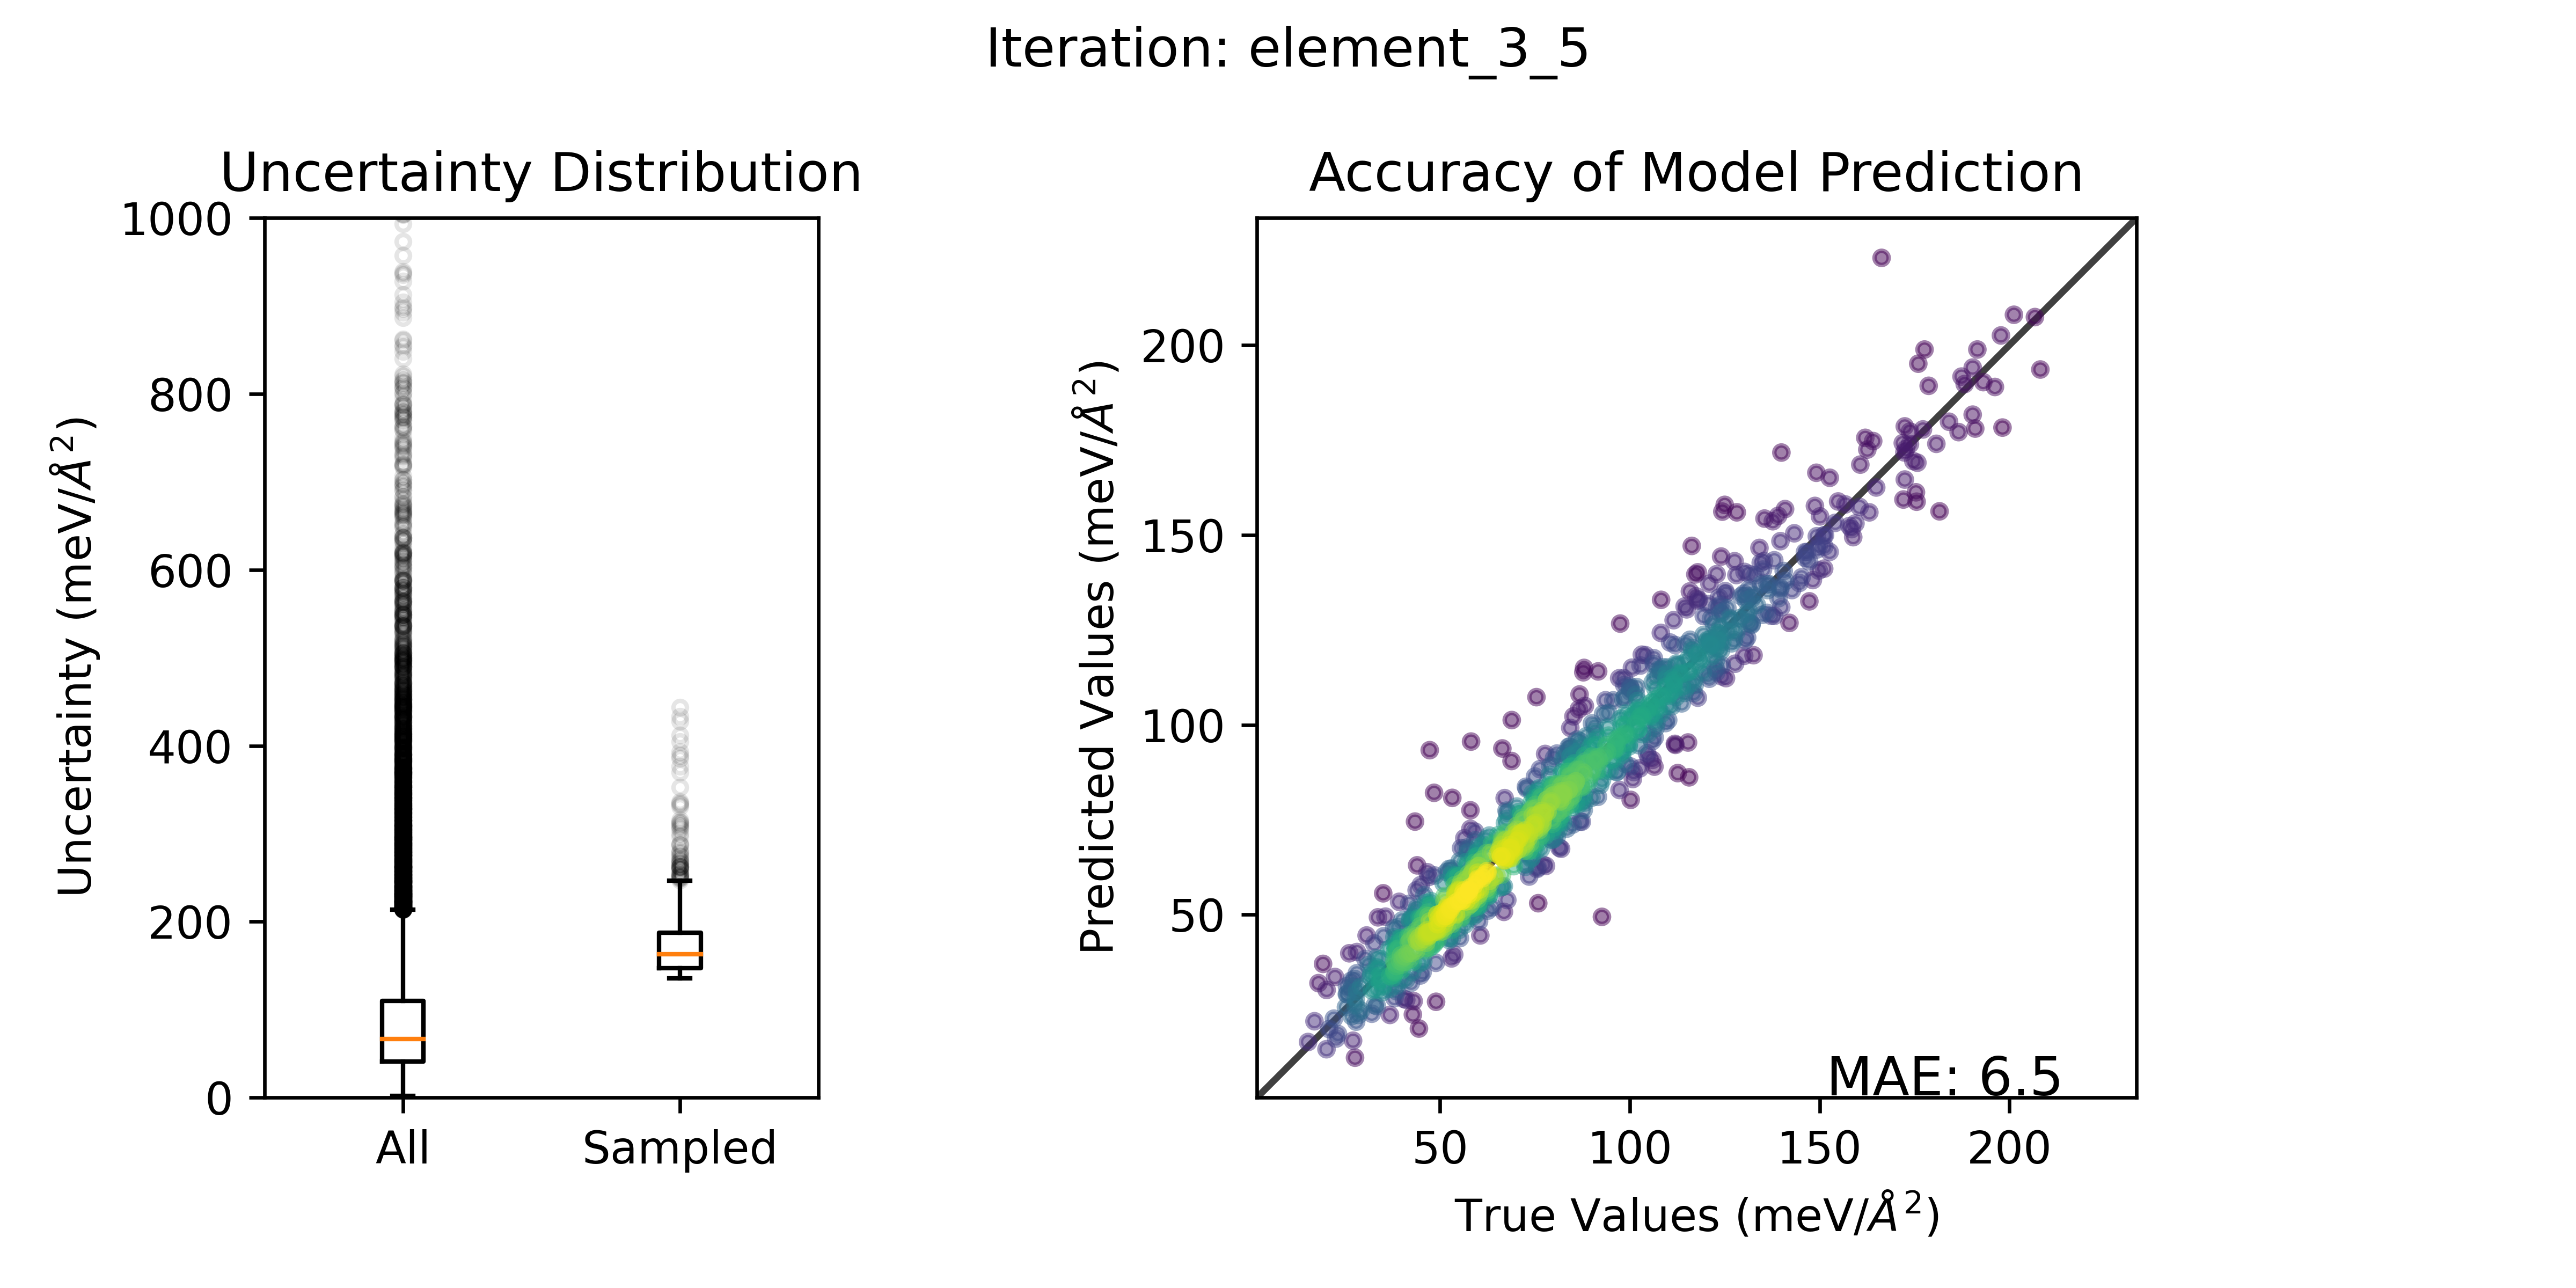 Iteration: element_3_5
Uncertainty Distribution
Uncertainty (meV/Å²)
1000
800
600
400
200
0
All Sampled
Accuracy of Model Prediction
Predicted Values (meV/Å²)
200
150
100
50
MAE: 6.5
50 100 150 200
True Values (meV/Å²)